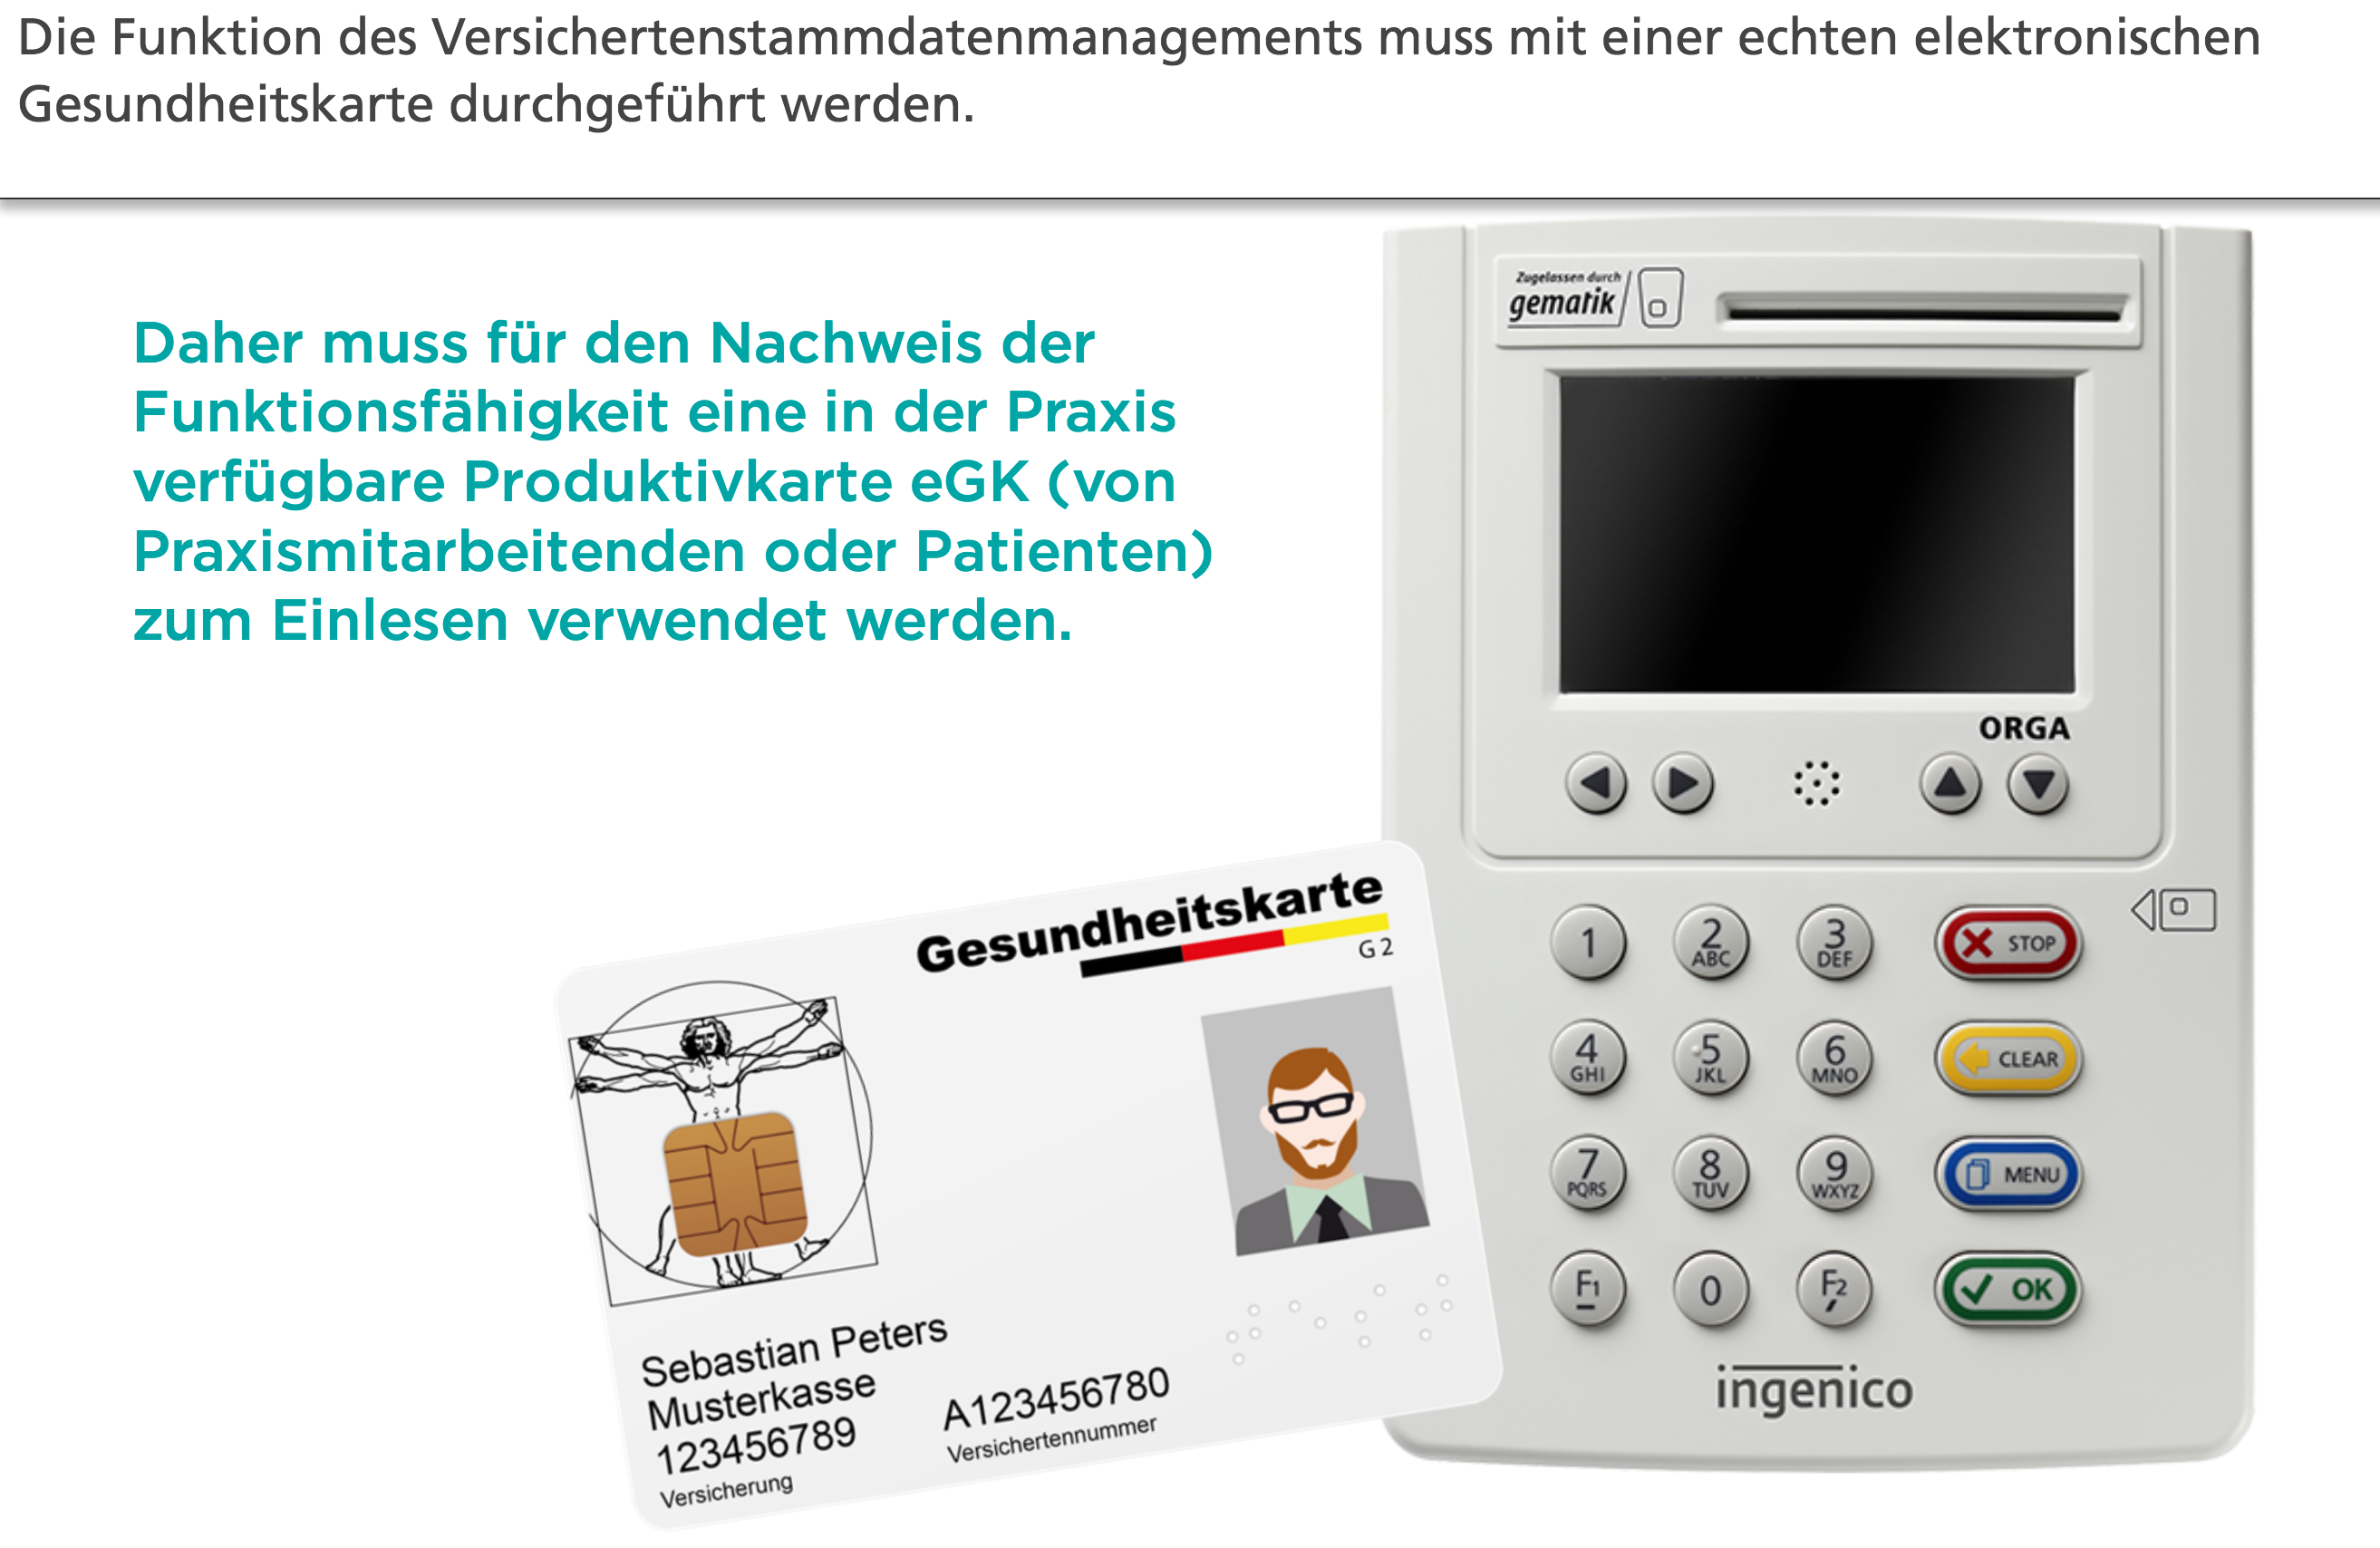 Die Funktion des Versichertenstammdatenmanagements muss mit einer echten elektronischen
Gesundheitskarte durchgeführt werden.
Daher muss für den Nachweis der
Funktionsfähigkeit eine in der Praxis
verfügbare Produktivkarte eGK (von
Praxismitarbeitenden oder Patienten)
zum Einlesen verwendet werden.
Zugelassen durch
gematik
ORGA
1
2 ABC
3 DEF
STOP
4 GHI
5 JKL
6 MNO
CLEAR
7 PQRS
8 TUV
9 WXYZ
MENU
F1
0
F2
OK
ingenico
Gesundheitskarte
G2
Sebastian Peters
Musterkasse
123456789
Versicherung
A123456780
Versichertennummer